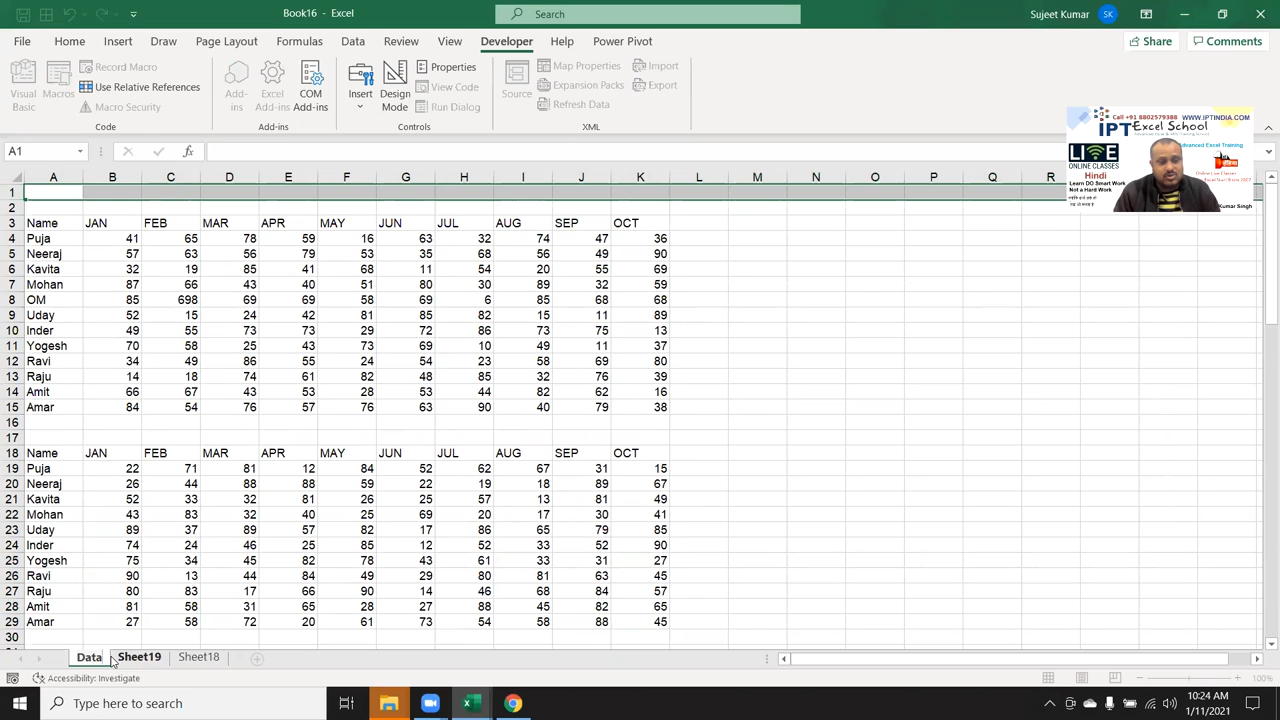 Book16 - Excel
Search
Sujeet Kumar SK
File Home Insert Draw Page Layout Formulas Data Review View Developer Help Power Pivot
Share Comments
Visual Basic
Macros
Record Macro
Use Relative References
Macro Security
Code
Add-ins
Excel Add-ins
COM Add-ins
Add-ins
Insert
Design Mode
Properties
View Code
Run Dialog
Controls
Source
Map Properties
Expansion Packs
Refresh Data
Import
Export
XML
Call +91 8802579388 WWW.IPTINDIA.COM
IPT Excel School
Advanced Excel Training
LIVE
ONLINE CLASSES
Hindi
Learn DO Smart Work
Not a Hard Work
Kumar Singh
A1 fx
A B C D E F G H I J K L M N O P Q R
1
2
3 Name JAN FEB MAR APR MAY JUN JUL AUG SEP OCT
4 Puja 41 65 78 59 16 63 32 74 47 36
5 Neeraj 57 63 56 79 53 35 68 56 49 90
6 Kavita 32 19 85 41 68 11 54 20 55 69
7 Mohan 87 66 43 40 51 80 30 89 32 59
8 OM 85 698 69 69 58 69 6 85 68 68
9 Uday 52 15 24 42 81 85 82 15 11 89
10 Inder 49 55 73 73 29 72 86 73 75 13
11 Yogesh 70 58 25 43 73 69 10 49 11 37
12 Ravi 34 49 86 55 24 54 23 58 69 80
13 Raju 14 18 74 61 82 48 85 32 76 39
14 Amit 66 67 43 53 28 53 44 82 62 16
15 Amar 84 54 76 57 76 63 90 40 79 38
16
17
18 Name JAN FEB MAR APR MAY JUN JUL AUG SEP OCT
19 Puja 22 71 81 12 84 52 62 67 31 15
20 Neeraj 26 44 88 88 59 22 19 18 89 67
21 Kavita 52 33 32 81 26 25 57 13 81 49
22 Mohan 43 83 32 40 25 69 20 17 30 41
23 Uday 89 37 89 57 82 17 86 65 79 85
24 Inder 74 24 46 25 85 12 52 33 52 90
25 Yogesh 75 34 45 82 78 43 61 33 31 27
26 Ravi 90 13 44 84 49 29 80 81 63 45
27 Raju 80 83 17 66 90 14 46 68 84 57
28 Amit 81 58 31 65 28 27 88 45 82 65
29 Amar 27 58 72 20 61 73 54 58 88 45
30
Data Sheet19 Sheet18
Accessibility: Investigate
100%
Type here to search
10:24 AM
1/11/2021